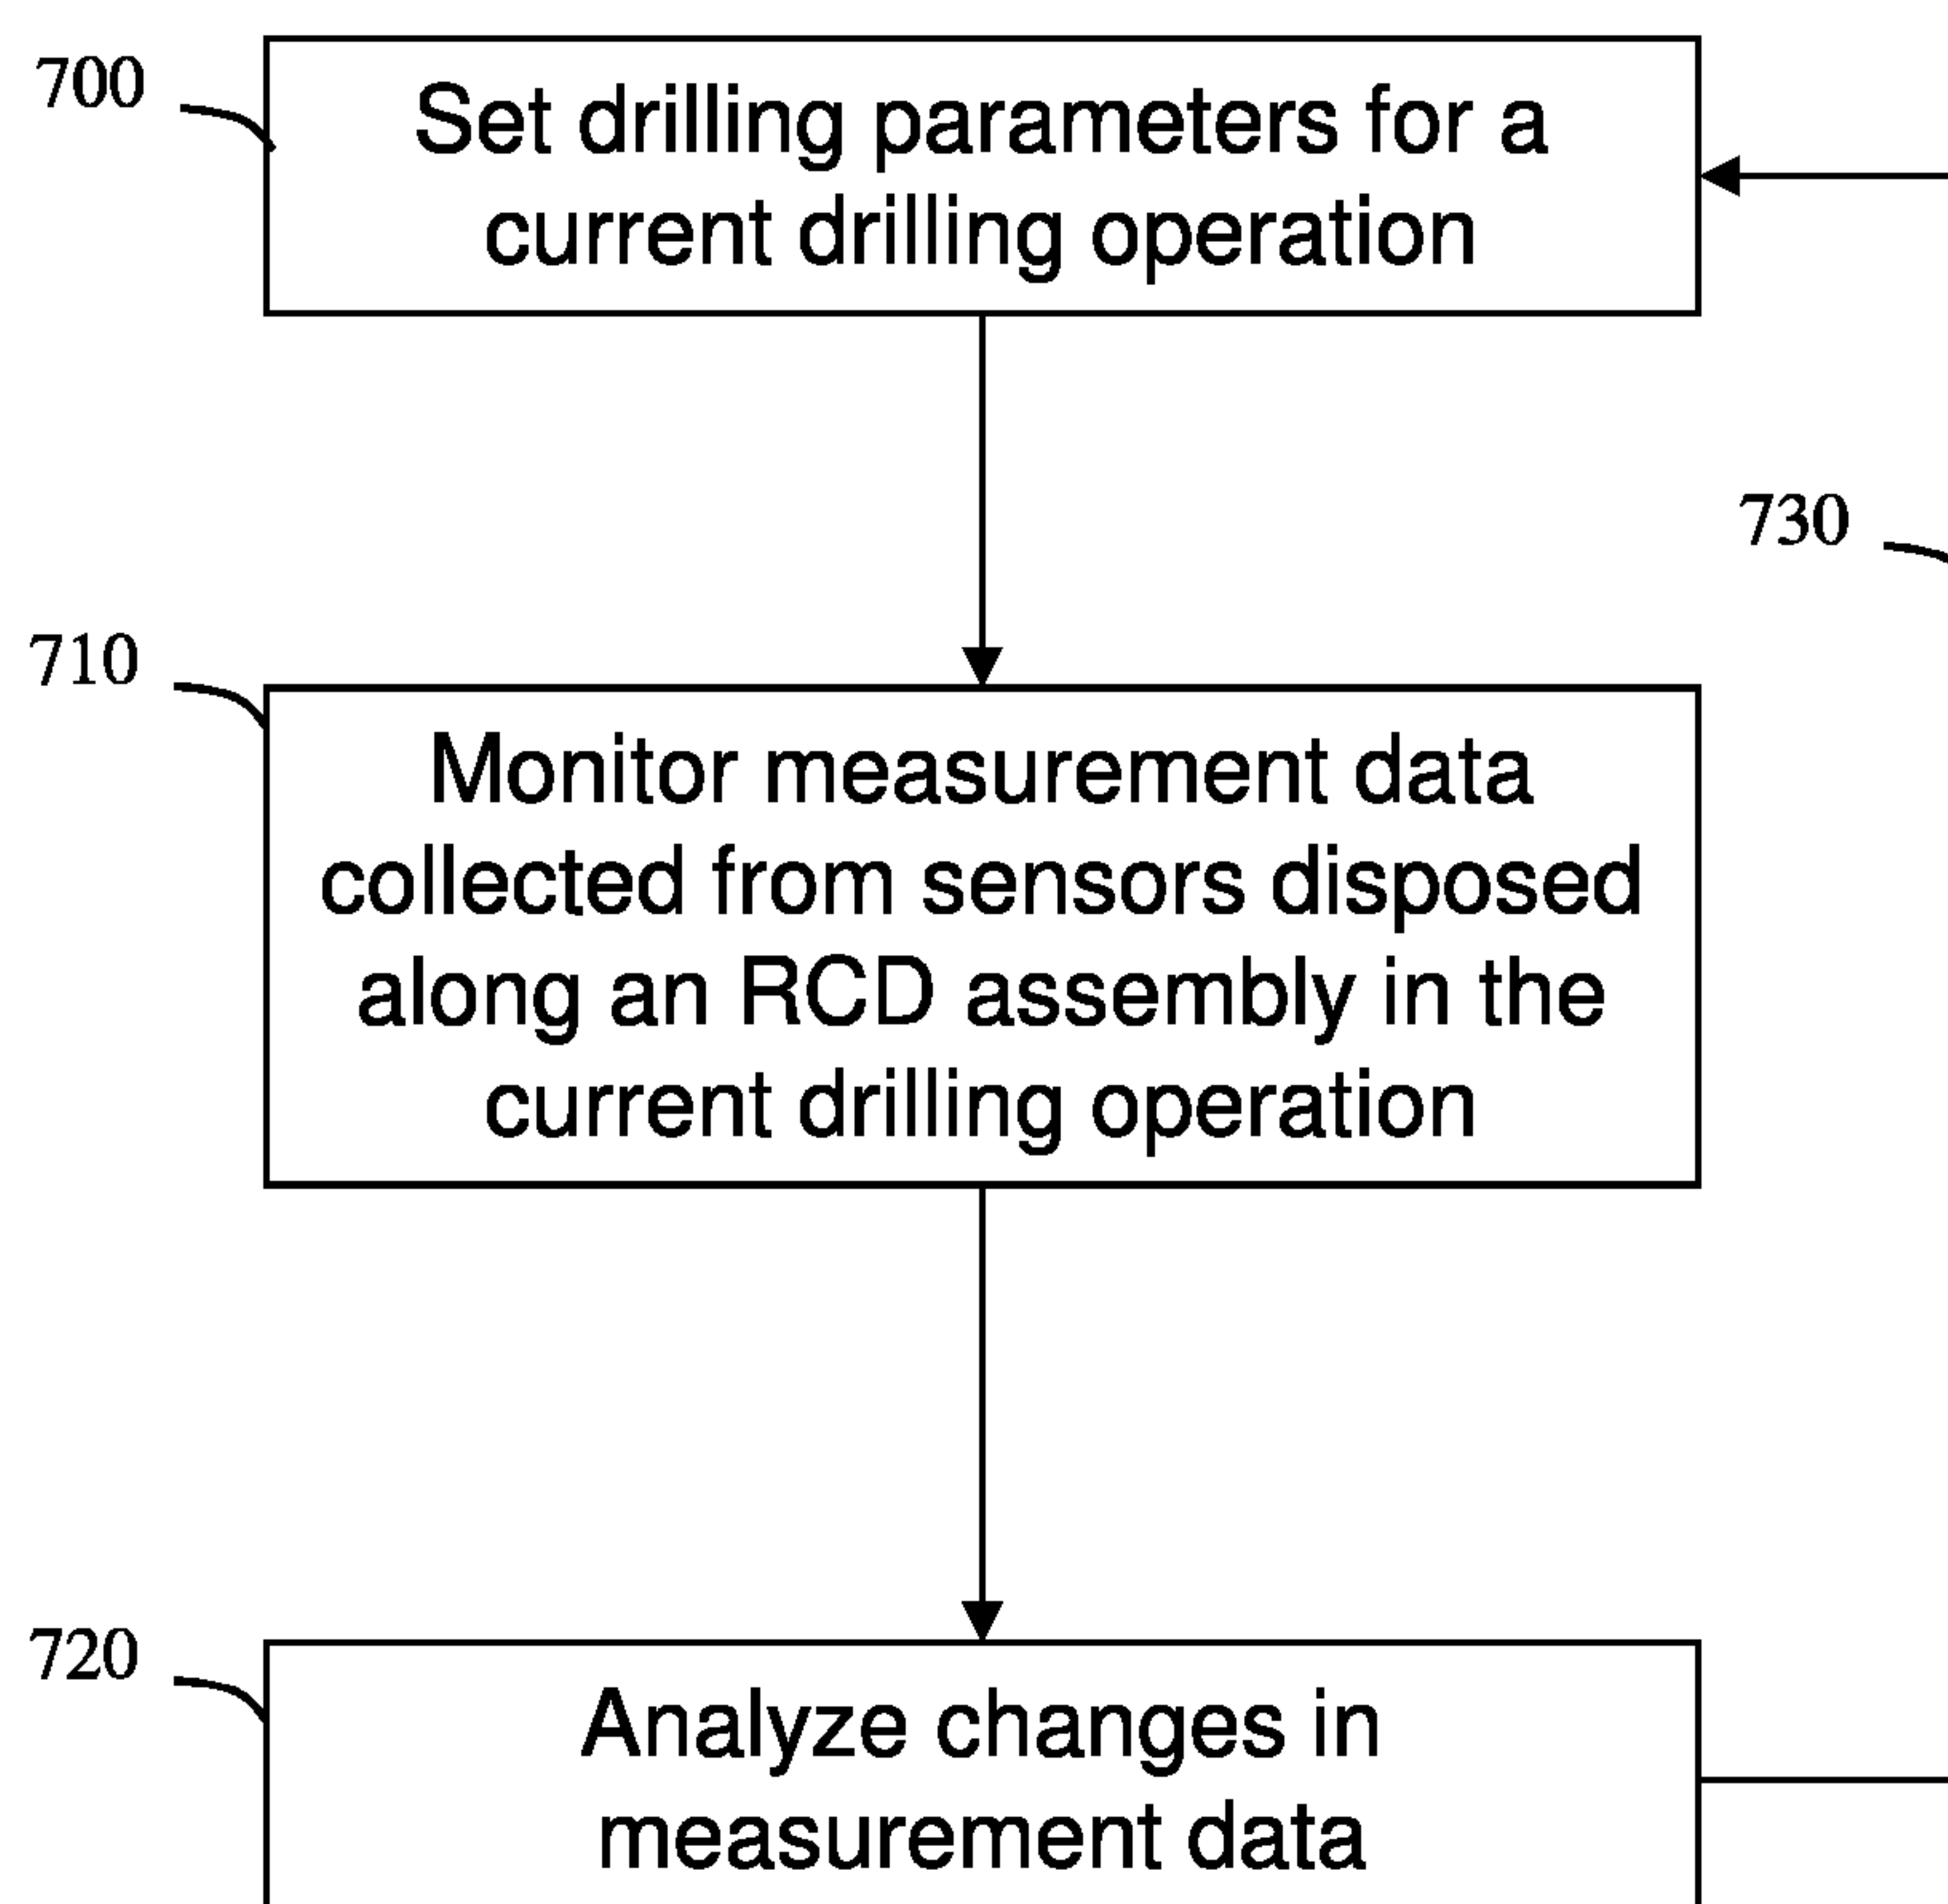 700
Set drilling parameters for a
current drilling operation
730
710
Monitor measurement data
collected from sensors disposed
along an RCD assembly in the
current drilling operation
720
Analyze changes in
measurement data